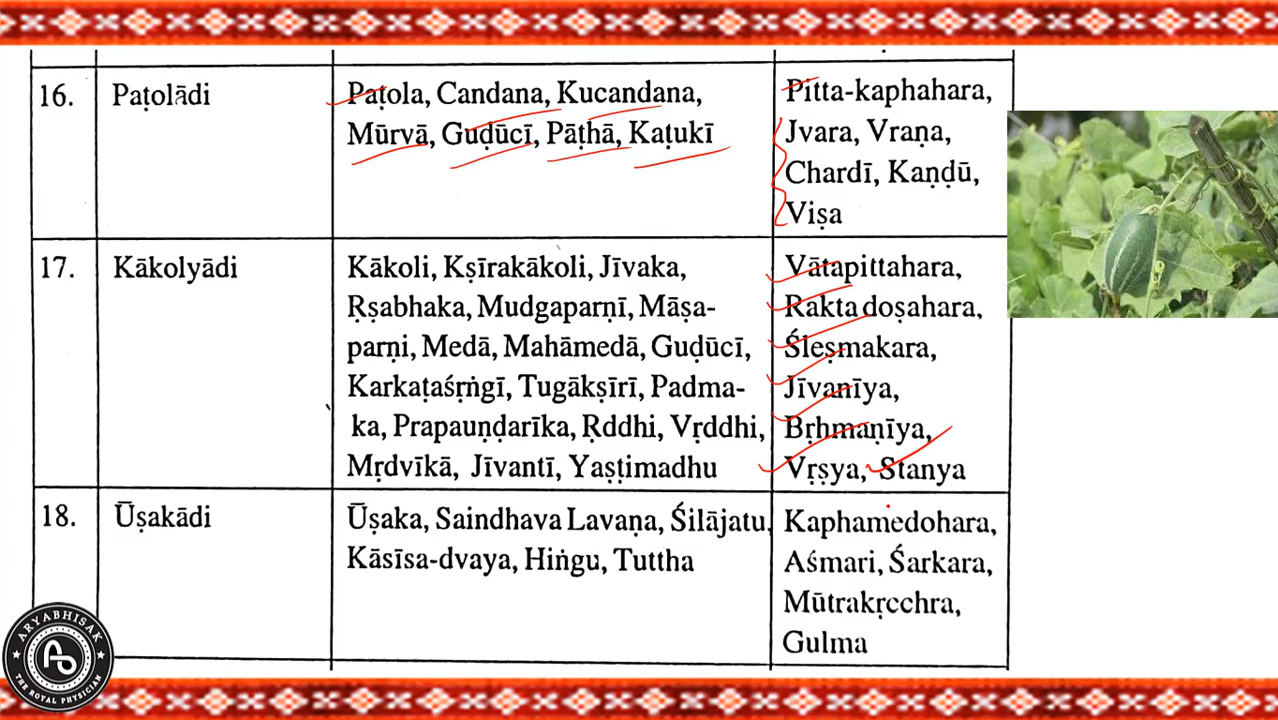 16. Paṭolādi Paṭola, Candana, Kucandana, Pitta-kaphahara,
Mūrvā, Guḍūcī, Pāṭhā, Kaṭukī Jvara, Vraṇa,
Chardī, Kaṇḍū,
Viṣa
17. Kākolyādi Kākoli, Kṣīrakākoli, Jīvaka, Vātapittahara,
Ṛṣabhaka, Mudgaparṇī, Māṣa- Rakta doṣahara,
parṇi, Medā, Mahāmedā, Guḍūcī, Śleṣmakara,
Karkaṭaśṛṅgī, Tugākṣīrī, Padma- Jīvanīya,
ka, Prapauṇḍarīka, Ṛddhi, Vṛddhi, Bṛhmaṇīya,
Mṛdvīkā, Jīvantī, Yaṣṭimadhu Vṛṣya, Stanya
18. Ūṣakādi Ūṣaka, Saindhava Lavaṇa, Śilājatu, Kaphamedohara,
Kāsīsa-dvaya, Hiṅgu, Tuttha Aśmari, Śarkara,
Mūtrakṛcchra,
Gulma
ARYABHISAK
THE ROYAL PHYSICIAN